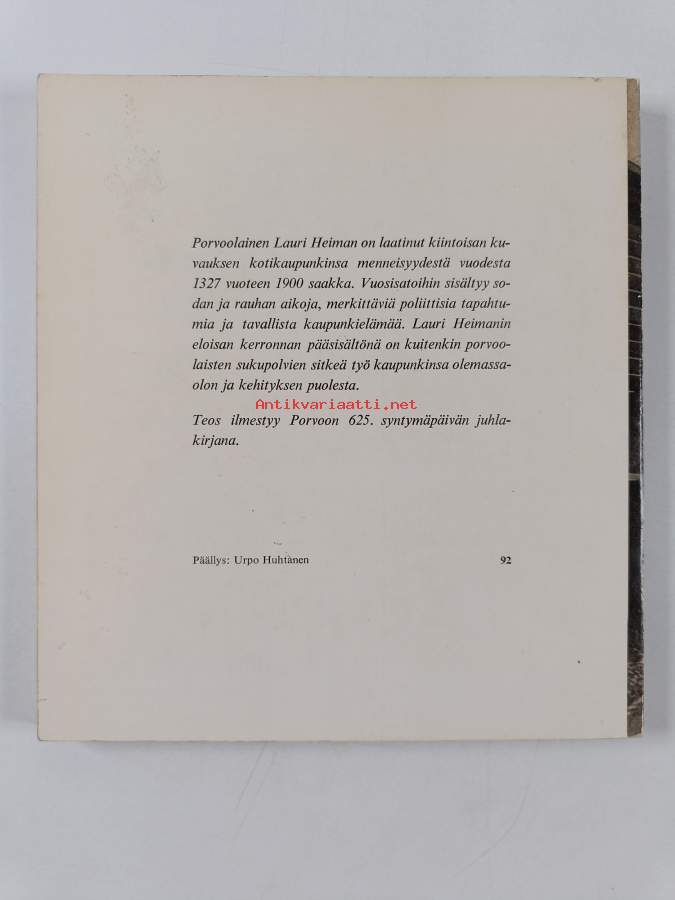 Porvoolainen Lauri Heiman on laatinut kiintoisan ku-
vauksen kotikaupunkinsa menneisyydestä vuodesta
1327 vuoteen 1900 saakka. Vuosisatoihin sisältyy so-
dan ja rauhan aikoja, merkittäviä poliittisia tapahtu-
mia ja tavallista kaupunkielämää. Lauri Heimanin
eloisan kerronnan pääsisältönä on kuitenkin porvoo-
laisten sukupolvien sitkeä työ kaupunkinsa olemassa-
olon ja kehityksen puolesta.
Antikvariaatti.net
Teos ilmestyy Porvoon 625. syntymäpäivän juhla-
kirjana.
Päällys: Urpo Huhtanen 92